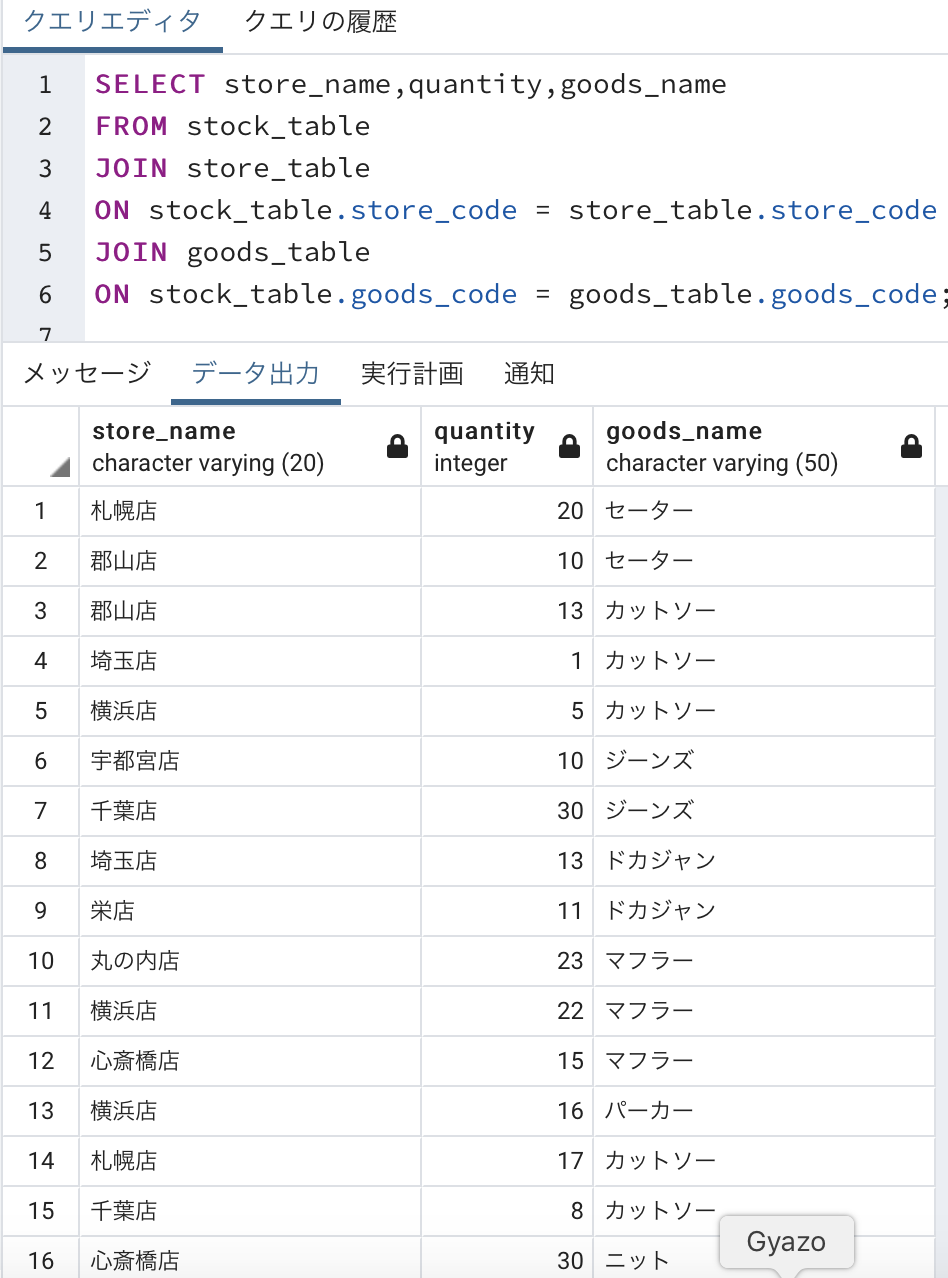 クエリエディタ クエリの履歴
1 SELECT store_name,quantity,goods_name
2 FROM stock_table
3 JOIN store_table
4 ON stock_table.store_code = store_table.store_code
5 JOIN goods_table
6 ON stock_table.goods_code = goods_table.goods_code;
7
メッセージ データ出力 実行計画 通知
store_name quantity goods_name
character varying (20) integer character varying (50)
1 札幌店 20 セーター
2 郡山店 10 セーター
3 郡山店 13 カットソー
4 埼玉店 1 カットソー
5 横浜店 5 カットソー
6 宇都宮店 10 ジーンズ
7 千葉店 30 ジーンズ
8 埼玉店 13 ドカジャン
9 栄店 11 ドカジャン
10 丸の内店 23 マフラー
11 横浜店 22 マフラー
12 心斎橋店 15 マフラー
13 横浜店 16 パーカー
14 札幌店 17 カットソー
15 千葉店 8 カットソー
16 心斎橋店 30 ニット
Gyazo